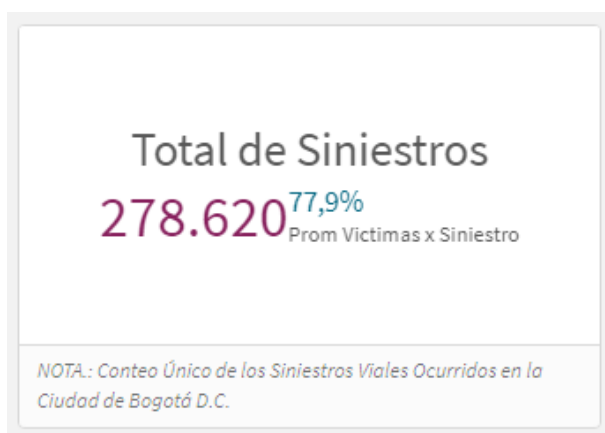 Total de Siniestros
278.620
77,9%
Prom Victimas x Siniestro
NOTA.: Conteo Único de los Siniestros Viales Ocurridos en la
Ciudad de Bogotá D.C.